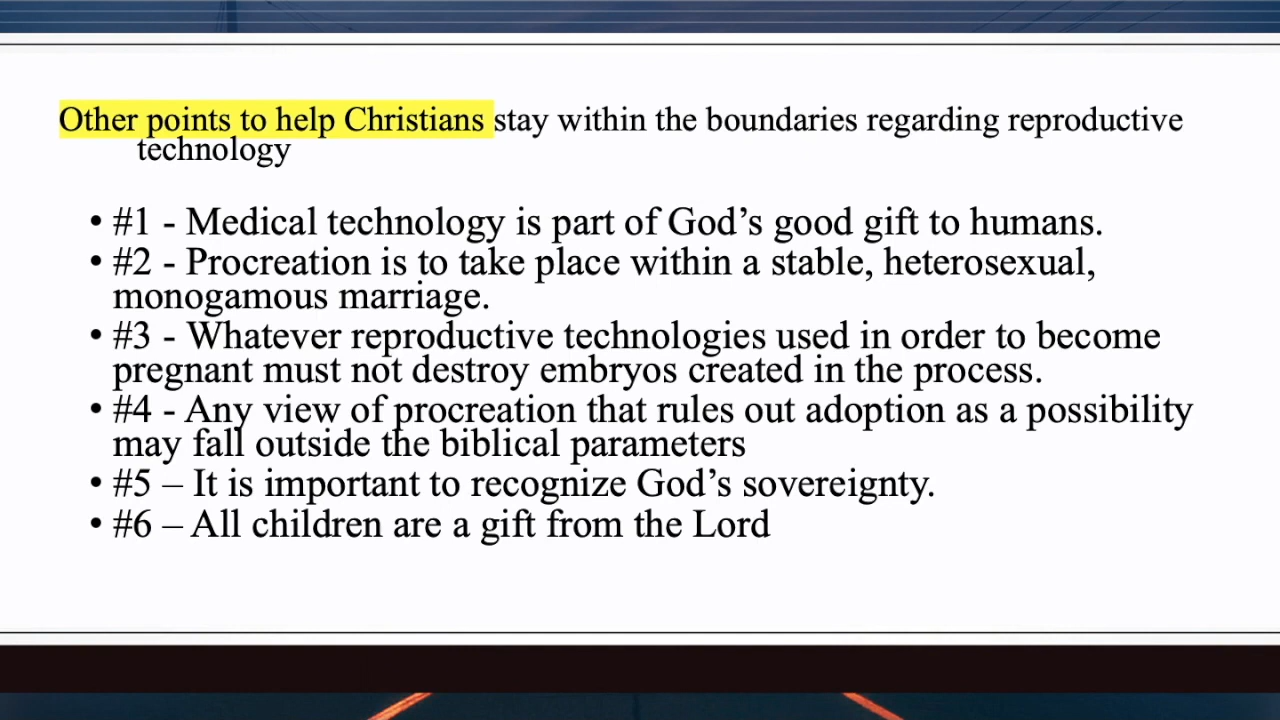 Other points to help Christians stay within the boundaries regarding reproductive
technology
• #1 - Medical technology is part of God’s good gift to humans.
• #2 - Procreation is to take place within a stable, heterosexual,
monogamous marriage.
• #3 - Whatever reproductive technologies used in order to become
pregnant must not destroy embryos created in the process.
• #4 - Any view of procreation that rules out adoption as a possibility
may fall outside the biblical parameters
• #5 – It is important to recognize God’s sovereignty.
• #6 – All children are a gift from the Lord